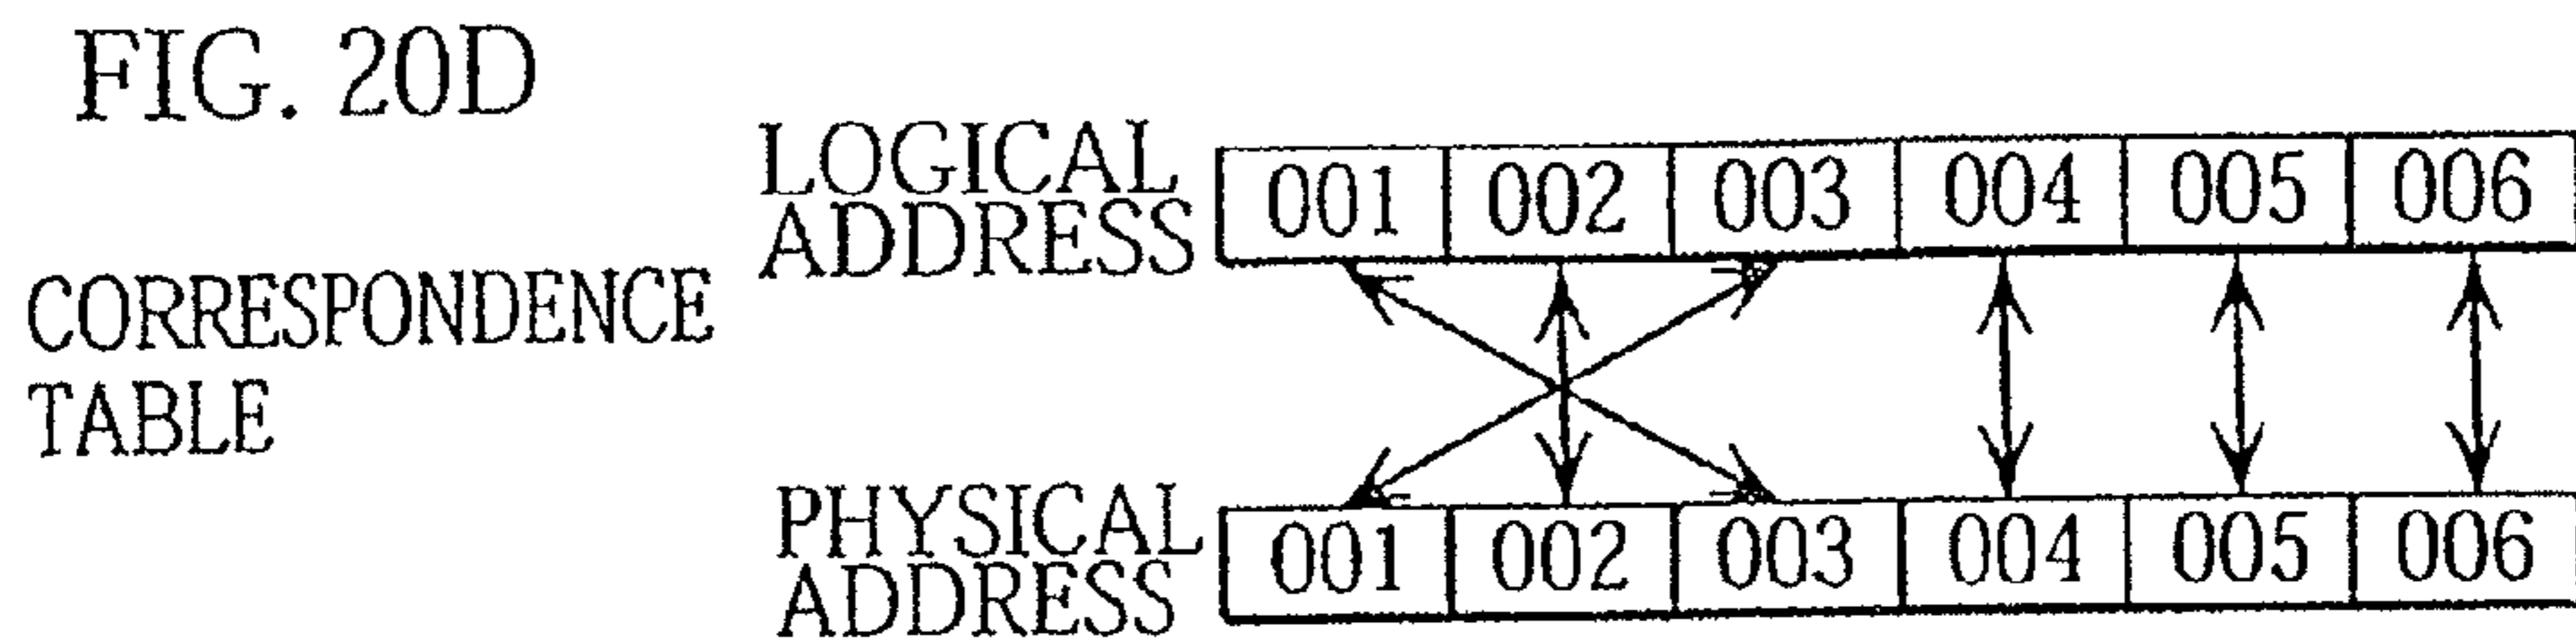 FIG. 20D
LOGICAL
ADDRESS
001 002 003 004 005 006
CORRESPONDENCE
TABLE
PHYSICAL
ADDRESS
001 002 003 004 005 006